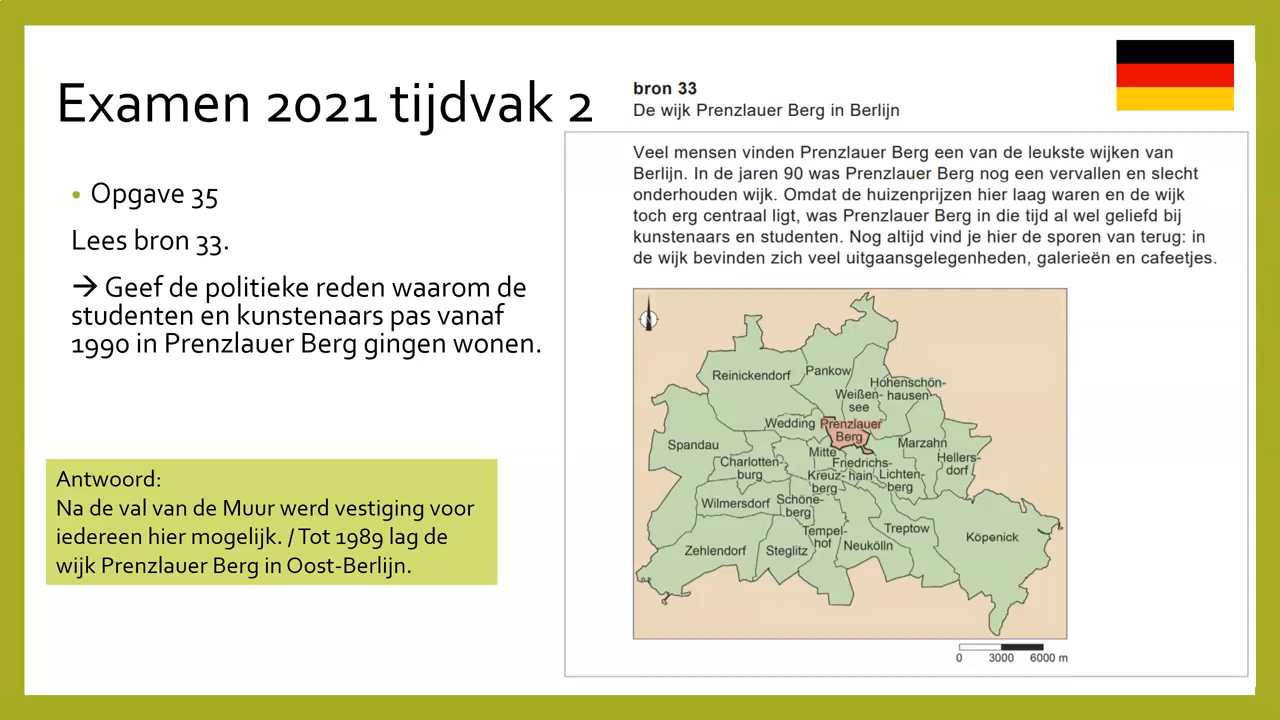 Examen 2021 tijdvak 2
• Opgave 35
Lees bron 33.
→ Geef de politieke reden waarom de
studenten en kunstenaars pas vanaf
1990 in Prenzlauer Berg gingen wonen.
Antwoord:
Na de val van de Muur werd vestiging voor
iedereen hier mogelijk. / Tot 1989 lag de
wijk Prenzlauer Berg in Oost-Berlijn.
bron 33
De wijk Prenzlauer Berg in Berlijn
Veel mensen vinden Prenzlauer Berg een van de leukste wijken van
Berlijn. In de jaren 90 was Prenzlauer Berg nog een vervallen en slecht
onderhouden wijk. Omdat de huizenprijzen hier laag waren en de wijk
toch erg centraal ligt, was Prenzlauer Berg in die tijd al wel geliefd bij
kunstenaars en studenten. Nog altijd vind je hier de sporen van terug: in
de wijk bevinden zich veel uitgaansgelegenheden, galerieën en cafeetjes.
N
Reinickendorf
Pankow
Hohenschön-
hausen
Weißen-
see
Wedding
Prenzlauer
Berg
Spandau
Mitte
Marzahn
Hellers-
dorf
Charlotten-
burg
Friedrichs-
hain
Kreuz-
berg
Lichten-
berg
Wilmersdorf
Schöne-
berg
Tempel-
hof
Treptow
Köpenick
Zehlendorf
Steglitz
Neukölln
0 3000 6000 m